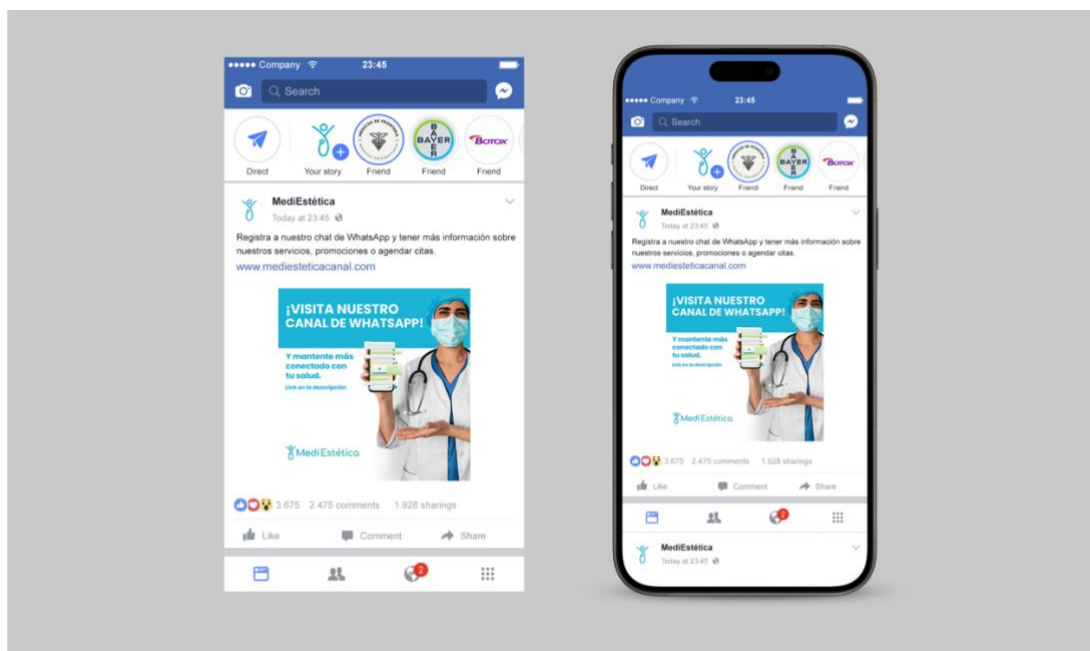 Company 23:45
Search
MÉDICOS DE FRONTERA
BAYER
BAYER
BOTOX
Direct Your story Friend Friend Friend
MediEstética
Today at 23:45
Registra a nuestro chat de WhatsApp y tener más información sobre
nuestros servicios, promociones o agendar citas.
www.mediesteticacanal.com
¡VISITA NUESTRO
CANAL DE WHATSAPP!
Y mantente más
conectado con
tu salud.
Link en la descripción
MediEstética
3.675 2.475 comments 1.928 sharings
Like Comment Share
2
Company 23:45
Search
BAYER
BAYER
BOTOX
Direct Your story Friend Friend Friend
MediEstética
Today at 23:45
Registra a nuestro chat de WhatsApp y tener más información sobre
nuestros servicios, promociones o agendar citas.
www.mediesteticacanal.com
¡VISITA NUESTRO
CANAL DE WHATSAPP!
Y mantente más
conectado con
tu salud.
Link en la descripción
MediEstética
3.675 2.475 comments 1.928 sharings
Like Comment Share
2
MediEstética
Today at 23:45